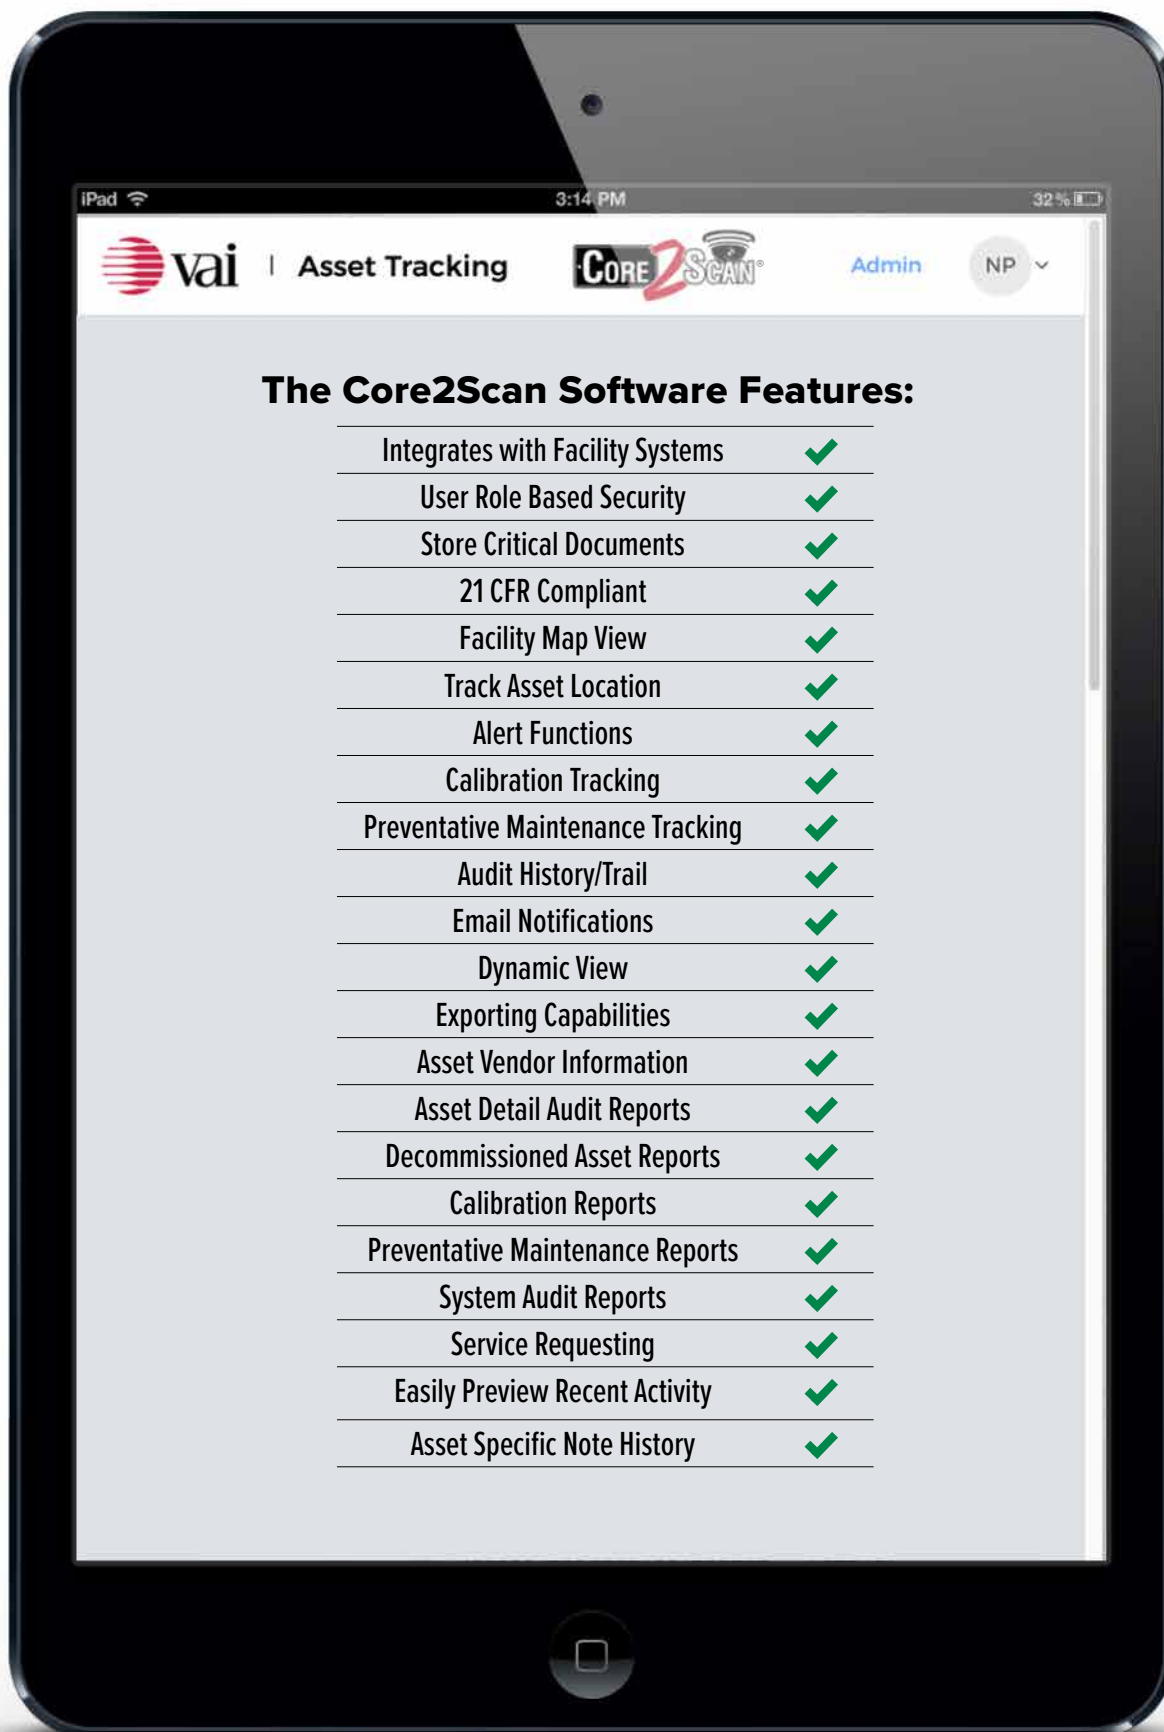 iPad 3:14 PM 32%
vai | Asset Tracking CORE2SCAN® Admin NP
The Core2Scan Software Features:
Integrates with Facility Systems
User Role Based Security
Store Critical Documents
21 CFR Compliant
Facility Map View
Track Asset Location
Alert Functions
Calibration Tracking
Preventative Maintenance Tracking
Audit History/Trail
Email Notifications
Dynamic View
Exporting Capabilities
Asset Vendor Information
Asset Detail Audit Reports
Decommissioned Asset Reports
Calibration Reports
Preventative Maintenance Reports
System Audit Reports
Service Requesting
Easily Preview Recent Activity
Asset Specific Note History